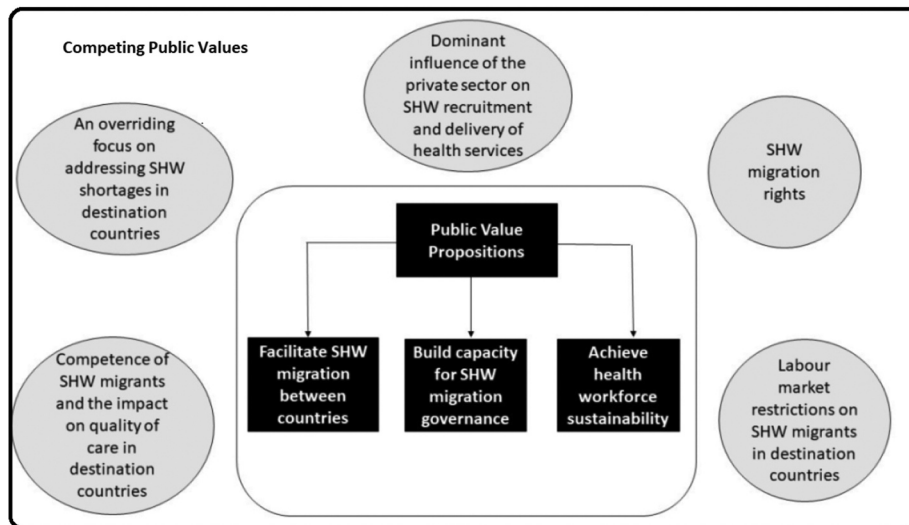 Competing Public Values
Dominant
influence of the
private sector on
SHW recruitment
and delivery of
health services
An overriding
focus on
addressing SHW
shortages in
destination
countries
SHW
migration
rights
Public Value
Propositions
Facilitate SHW
migration
between
countries
Build capacity
for SHW
migration
governance
Achieve
health
workforce
sustainability
Competence of
SHW migrants
and the impact
on quality of
care in
destination
countries
Labour
market
restrictions on
SHW migrants
in destination
countries